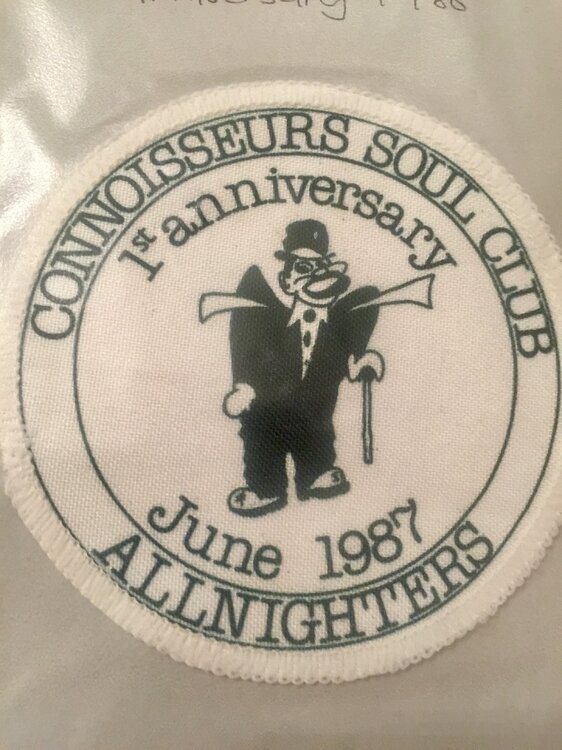 CONNOISSEURS SOUL CLUB
1st anniversary
June 1987
ALLNIGHTERS